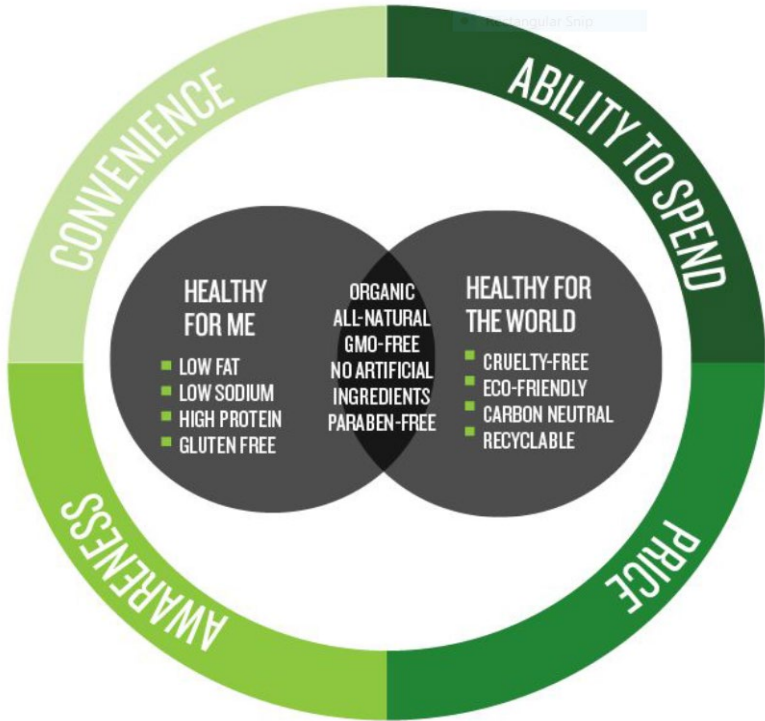 Rectangular Snip
CONVENIENCE
ABILITY TO SPEND
HEALTHY
FOR ME
LOW FAT
LOW SODIUM
HIGH PROTEIN
GLUTEN FREE
ORGANIC
ALL-NATURAL
GMO-FREE
NO ARTIFICIAL
INGREDIENTS
PARABEN-FREE
HEALTHY FOR
THE WORLD
CRUELTY-FREE
ECO-FRIENDLY
CARBON NEUTRAL
RECYCLABLE
AWARENESS
PRICE